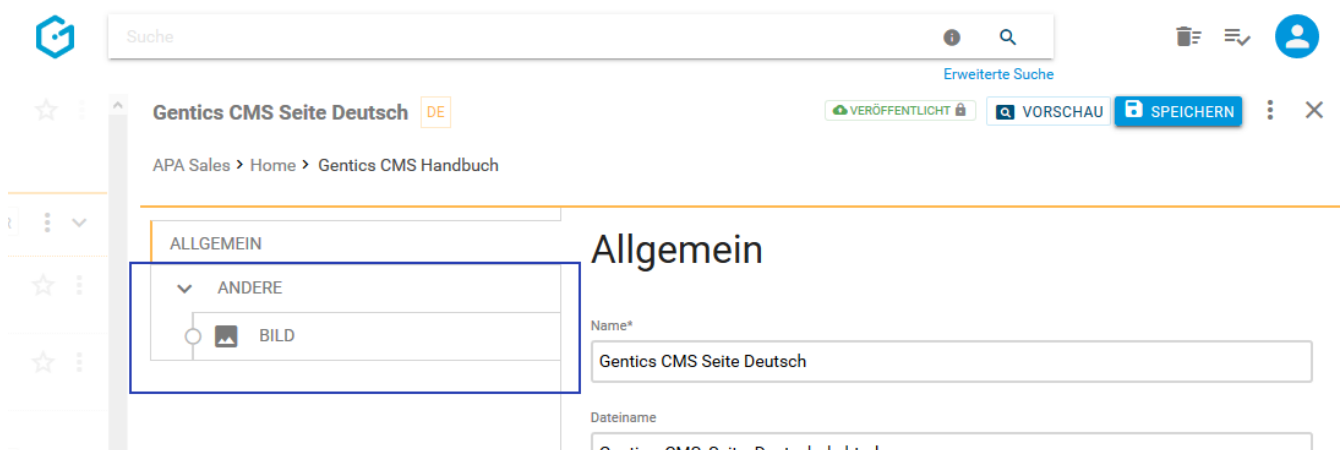 Suche
Erweiterte Suche
Gentics CMS Seite Deutsch DE
VERÖFFENTLICHT VORSCHAU SPEICHERN
APA Sales > Home > Gentics CMS Handbuch
ALLGEMEIN
ANDERE
BILD
Allgemein
Name*
Gentics CMS Seite Deutsch
Dateiname